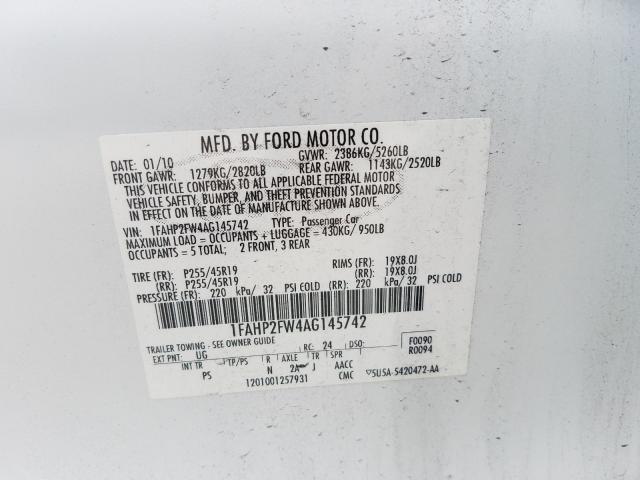 MFD. BY FORD MOTOR CO.
DATE: 01/10 GVWR: 2386KG/5260LB
FRONT GAWR: 1279KG/2820LB REAR GAWR: 1143KG/2520LB
THIS VEHICLE CONFORMS TO ALL APPLICABLE FEDERAL MOTOR
VEHICLE SAFETY, BUMPER, AND THEFT PREVENTION STANDARDS
IN EFFECT ON THE DATE OF MANUFACTURE SHOWN ABOVE.
VIN: 1FAHP2FW4AG145742 TYPE: Passenger Car
MAXIMUM LOAD = OCCUPANTS + LUGGAGE = 430KG/ 950LB
OCCUPANTS = 5 TOTAL; 2 FRONT, 3 REAR
TIRE (FR): P255/45R19 RIMS (FR): 19X8.0J
(RR): P255/45R19 (RR): 19X8.0J
PRESSURE (FR): 220 kPa/ 32 PSI COLD (RR): 220 kPa/ 32 PSI COLD
1FAHP2FW4AG145742
TRAILER TOWING - SEE OWNER GUIDE F0090
EXT PNT: UG RC: 24 DSO: R0094
INT TR TP/PS R AXLE TR SPR
PS N 2A J AACC
1201001257931 CMC ▽5U5A-5420472-AA